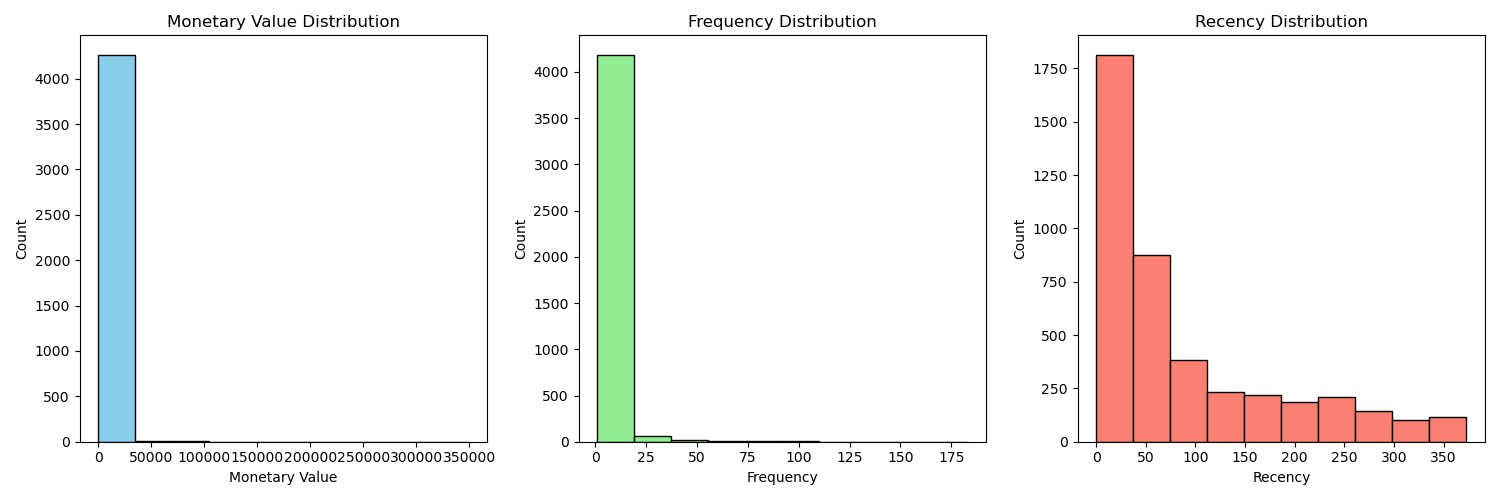 Monetary Value Distribution
Count
4000
3500
3000
2500
2000
1500
1000
500
0
0 50000 100000 150000 200000 250000 300000 350000
Monetary Value
Frequency Distribution
Count
4000
3500
3000
2500
2000
1500
1000
500
0
0 25 50 75 100 125 150 175
Frequency
Recency Distribution
Count
1750
1500
1250
1000
750
500
250
0
0 50 100 150 200 250 300 350
Recency